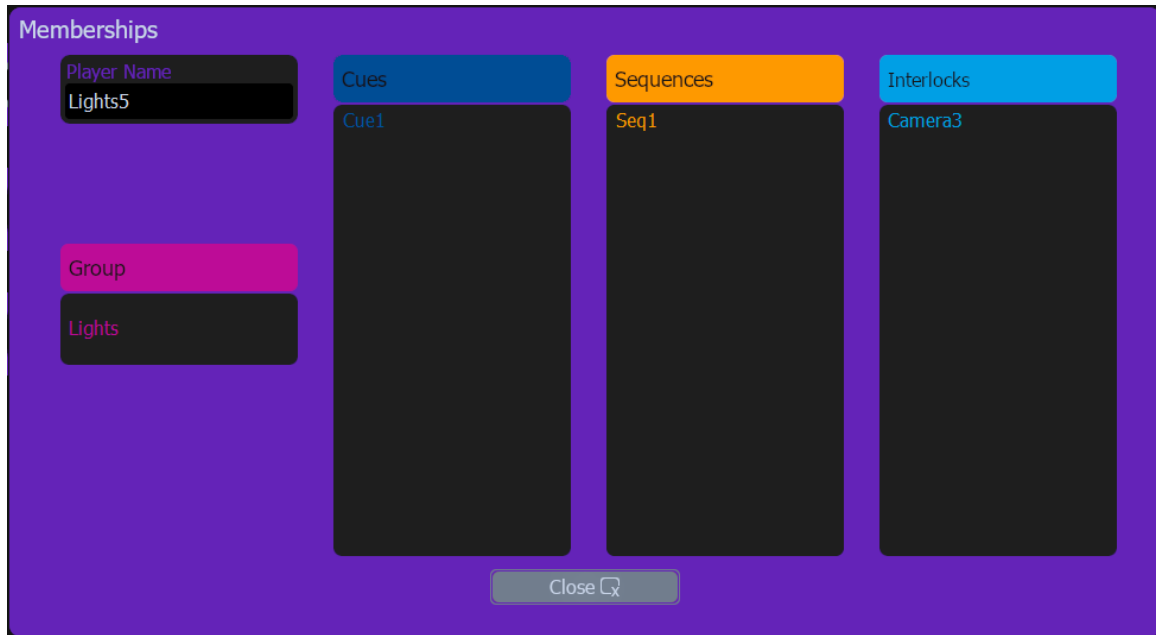 Memberships
Player Name
Lights5
Group
Lights
Cues
Cue1
Sequences
Seq1
Interlocks
Camera3
Close